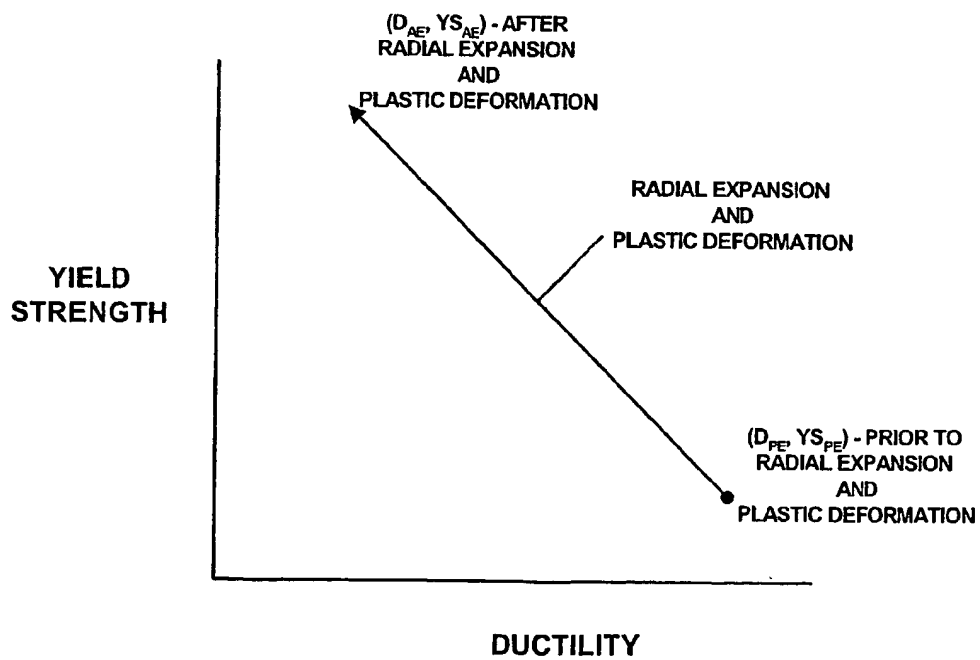 (D_AE, YS_AE) - AFTER
RADIAL EXPANSION
AND
PLASTIC DEFORMATION
RADIAL EXPANSION
AND
PLASTIC DEFORMATION
YIELD
STRENGTH
(D_PE, YS_PE) - PRIOR TO
RADIAL EXPANSION
AND
PLASTIC DEFORMATION
DUCTILITY